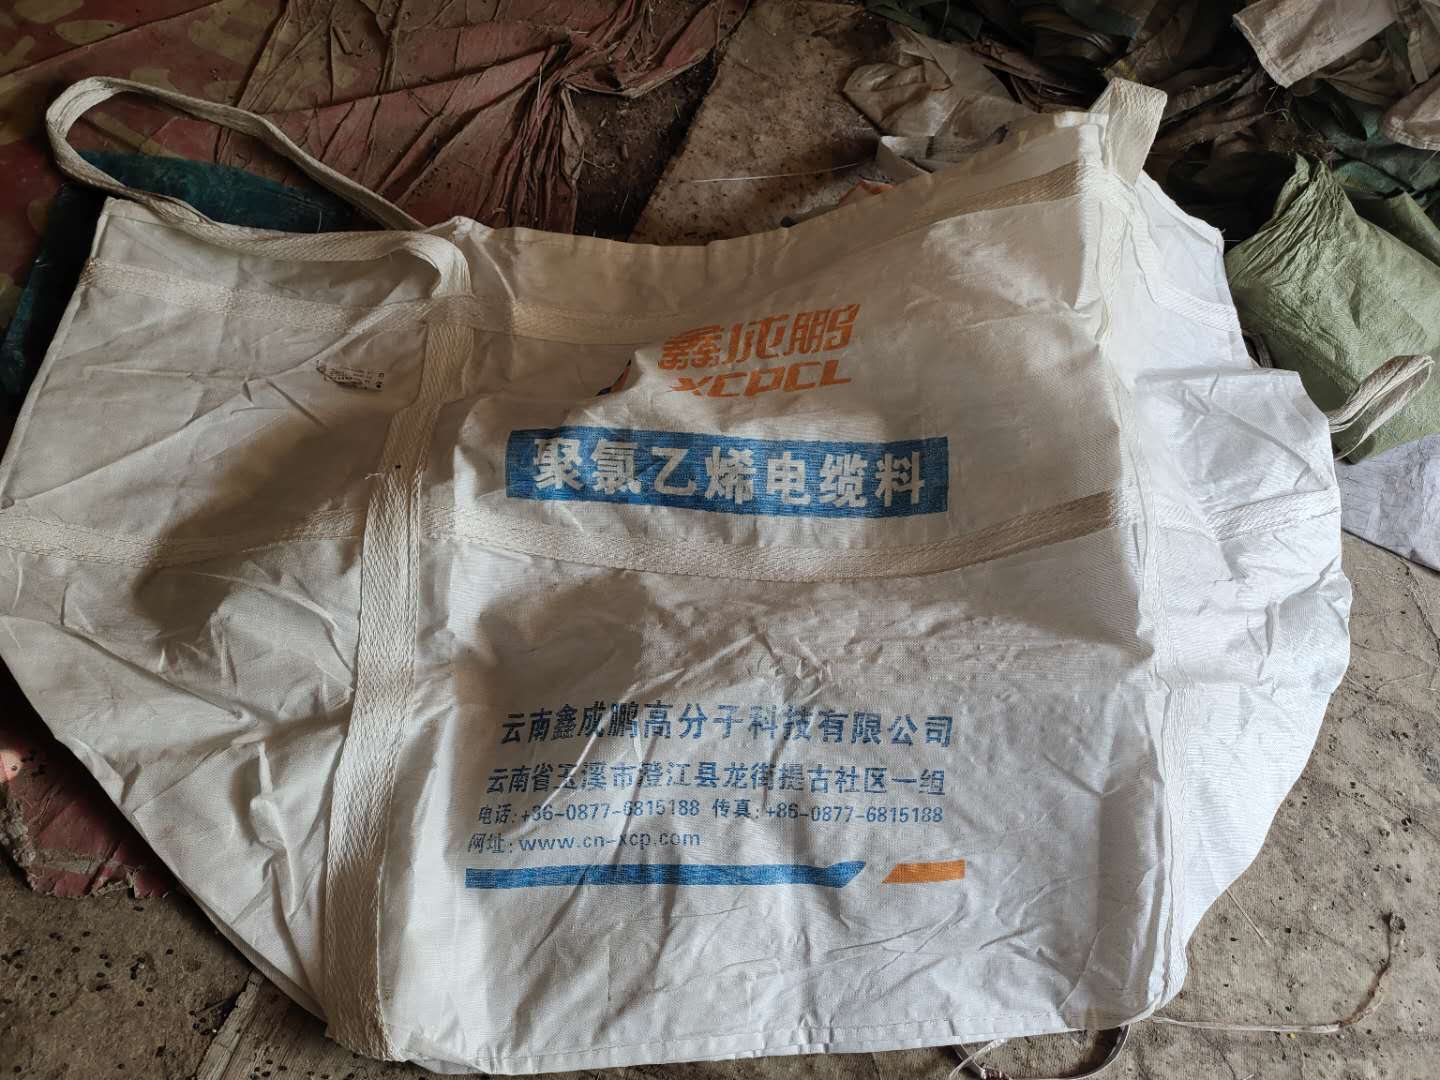 鑫成鹏
XCPCL
聚氯乙烯电缆料
云南鑫成鹏高分子科技有限公司
云南省玉溪市澄江县龙街提古社区一组
电话:+86-0877-6815188 传真:+86-0877-6815188
网址:www.cn-xcp.com